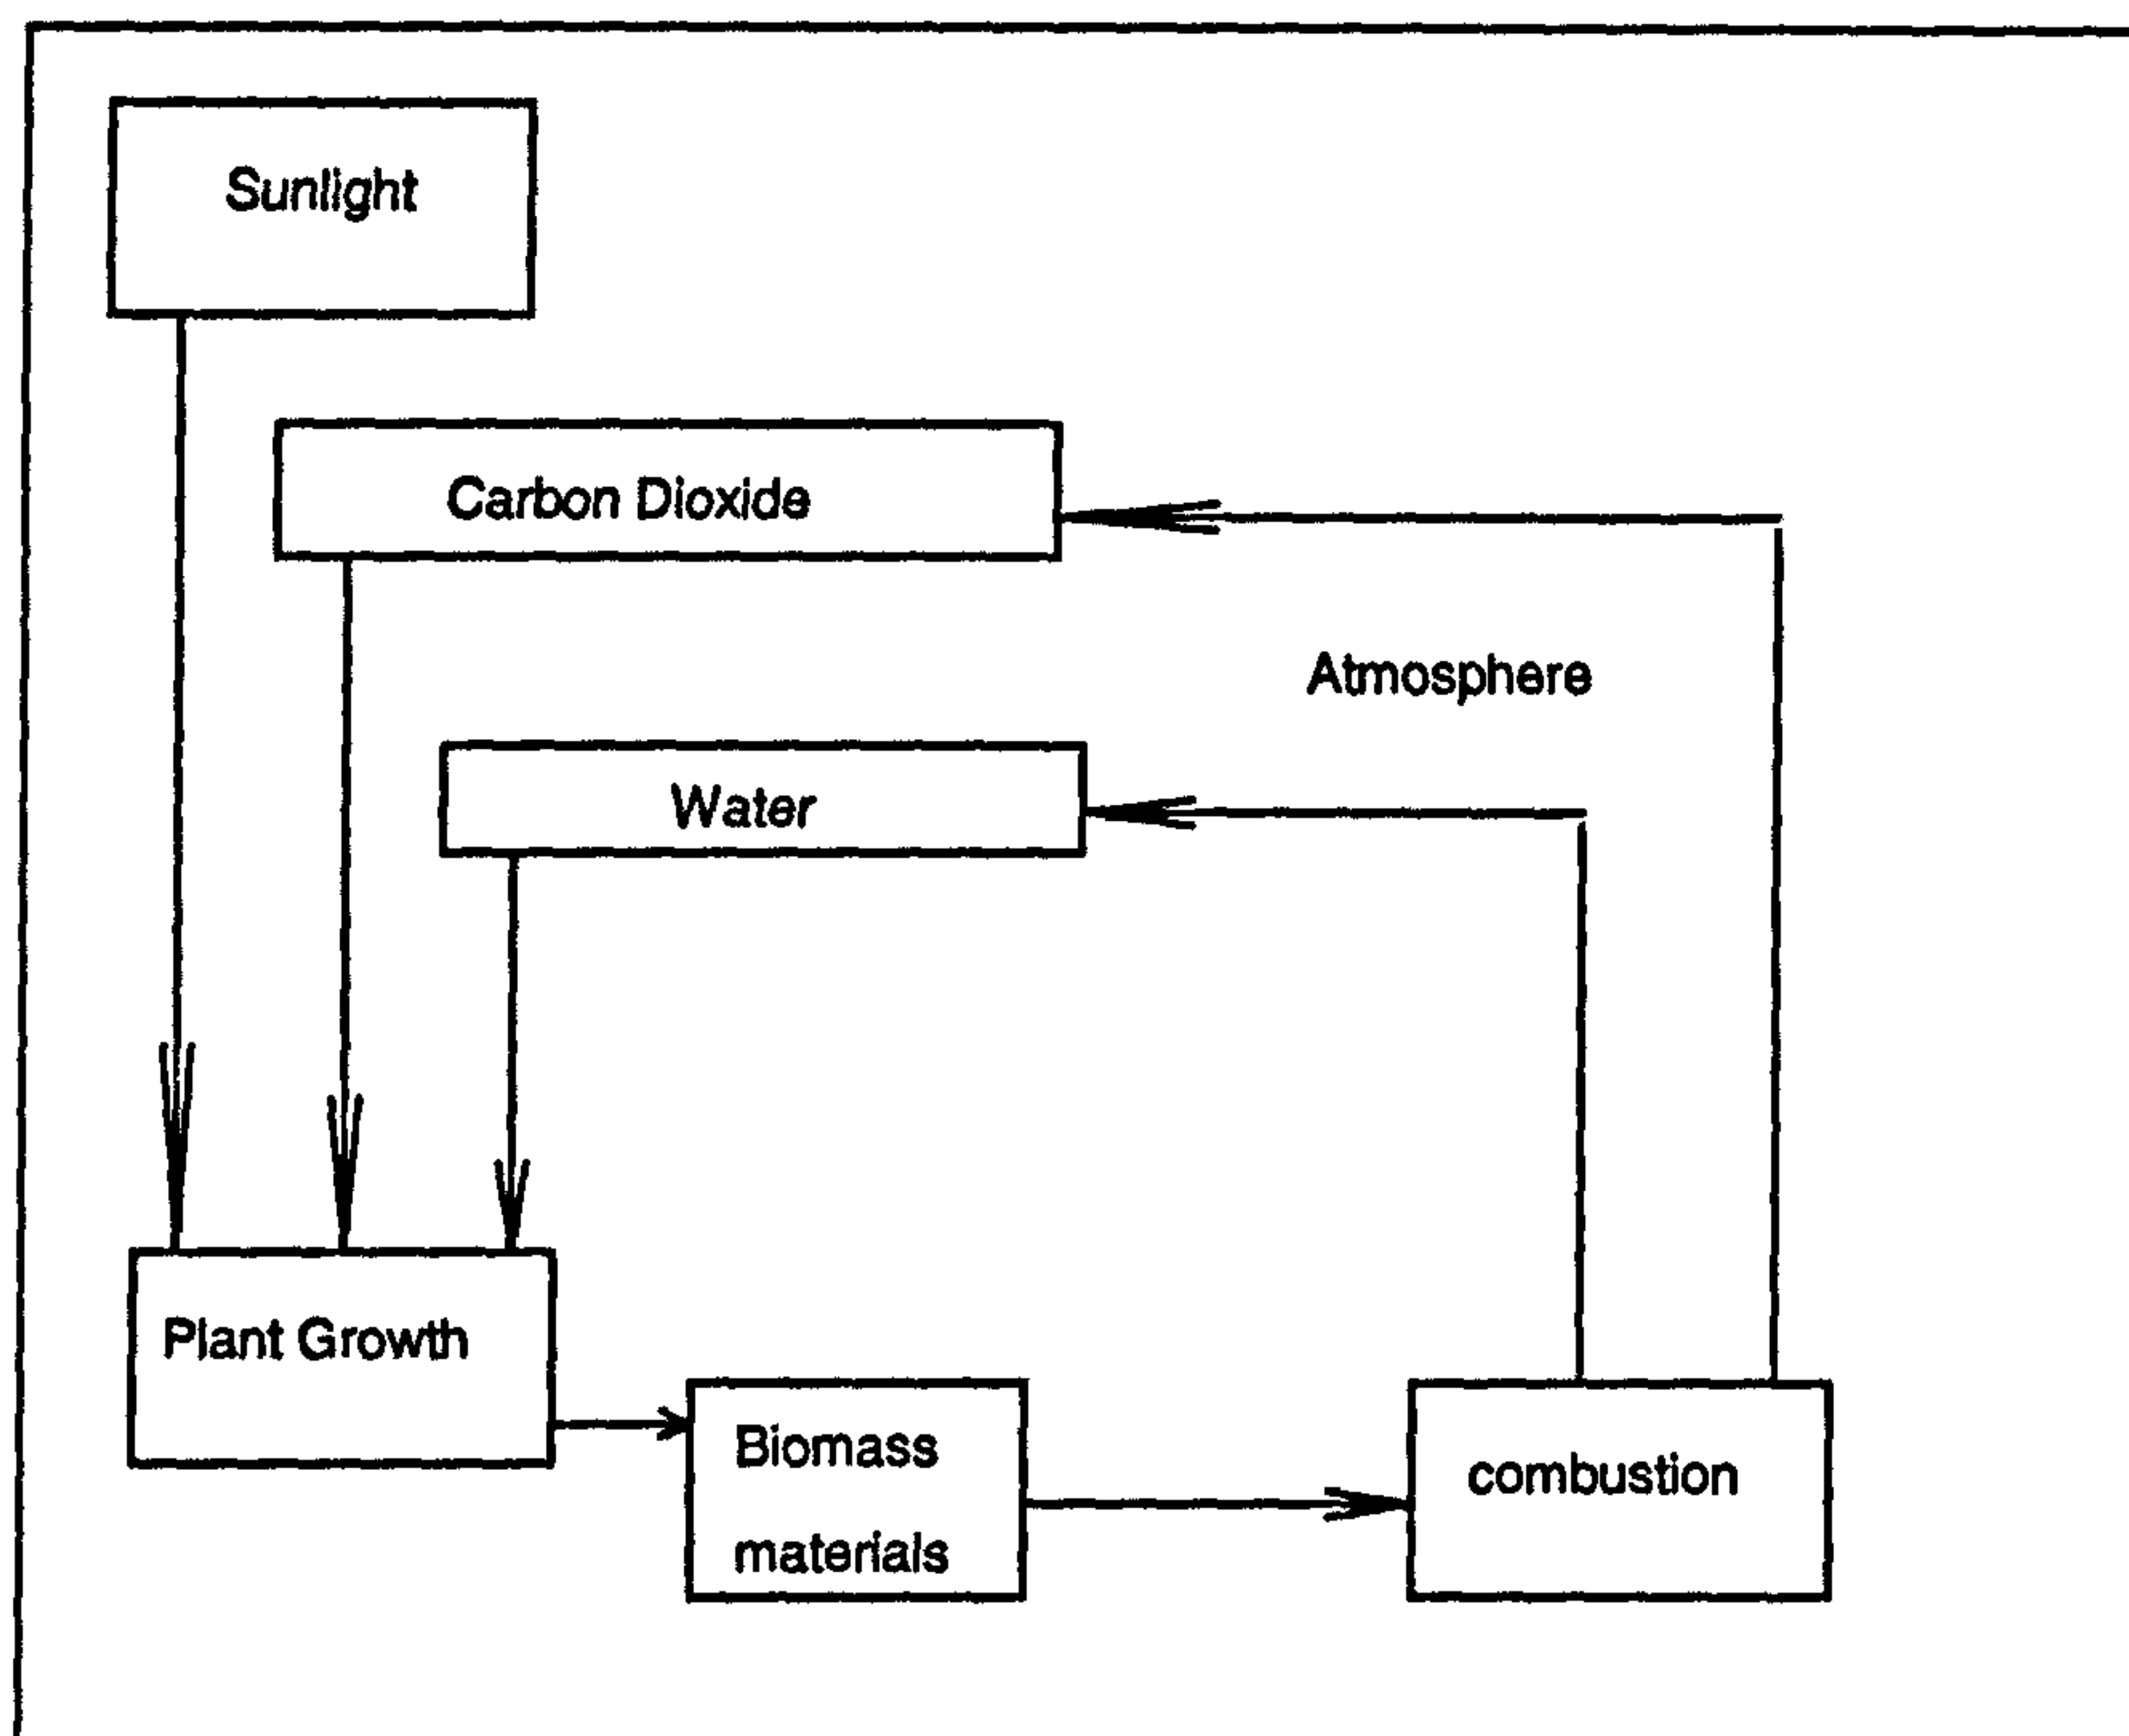 Sunlight
Carbon Dioxide
Atmosphere
Water
Plant Growth
Biomass
materials
combustion